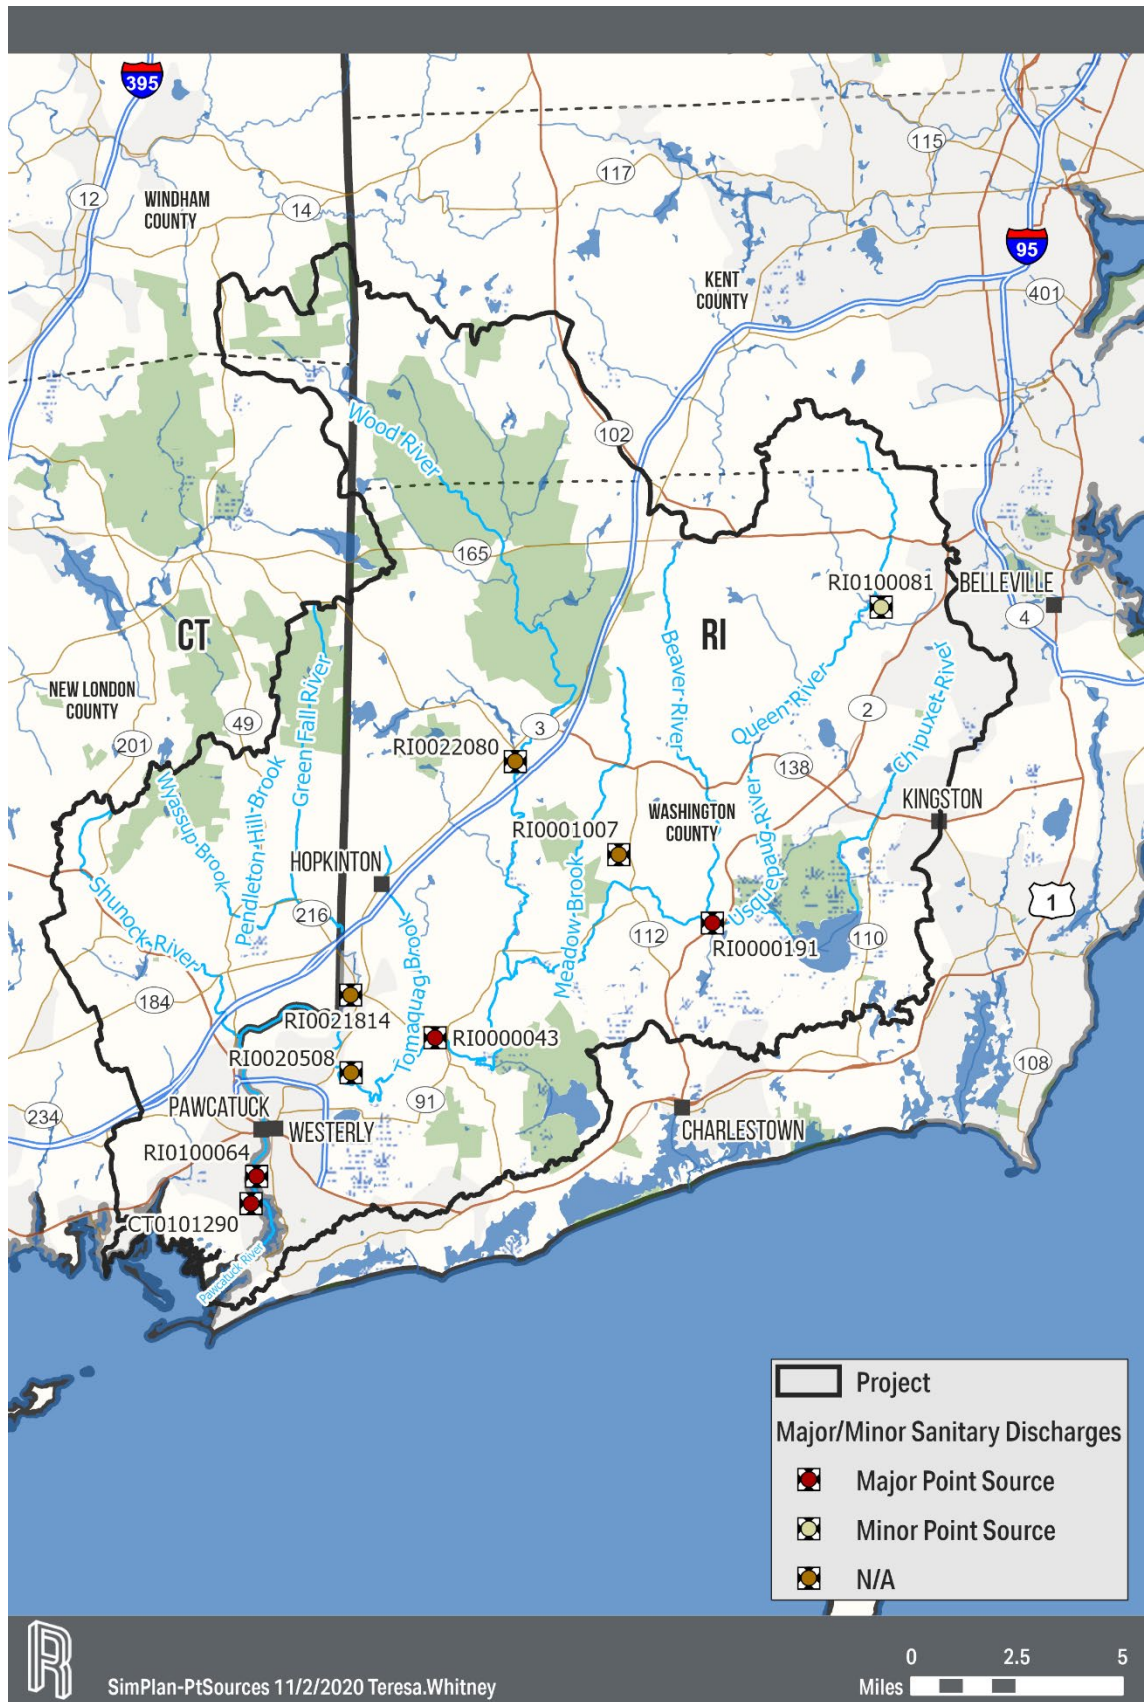 395
115
117
12
WINDHAM
COUNTY
14
95
KENT
COUNTY
401
Wood River
102
165
RI0100081
BELLEVILLE
4
CT
RI
Beaver River
Green Fall River
Queen River
Chipuxet River
NEW LONDON
COUNTY
49
201
3
2
RI0022080
138
Wyassup Brook
Pendleton Hill Brook
KINGSTON
RI0001007
WASHINGTON
COUNTY
Usquepaug River
HOPKINTON
Shunock River
216
Meadow Brook
1
112
110
RI0000191
Tomaquag Brook
184
RI0021814
RI0000043
RI0020508
108
91
234
PAWCATUCK
WESTERLY
CHARLESTOWN
RI0100064
CT0101290
Pawcatuck River
Project
Major/Minor Sanitary Discharges
Major Point Source
Minor Point Source
N/A
SimPlan-PtSources 11/2/2020 Teresa.Whitney
0 2.5 5
Miles